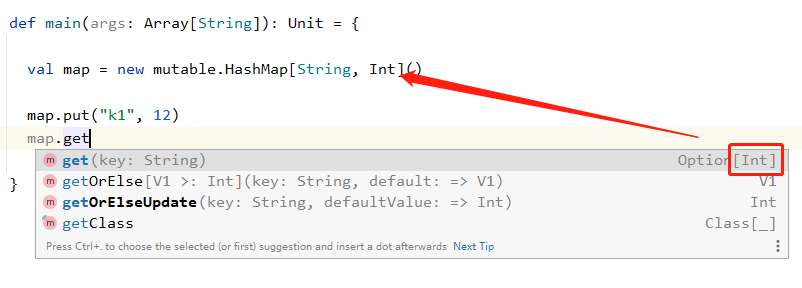 def main(args: Array[String]): Unit = {
val map = new mutable.HashMap[String, Int]()
map.put("k1", 12)
map.get
m get(key: String) Option[Int]
m getOrElse[V1 >: Int](key: String, default: => V1) V1
m getOrElseUpdate(key: String, defaultValue: => Int) Int
m getClass Class[_]
}
Press Ctrl+. to choose the selected (or first) suggestion and insert a dot afterwards Next Tip